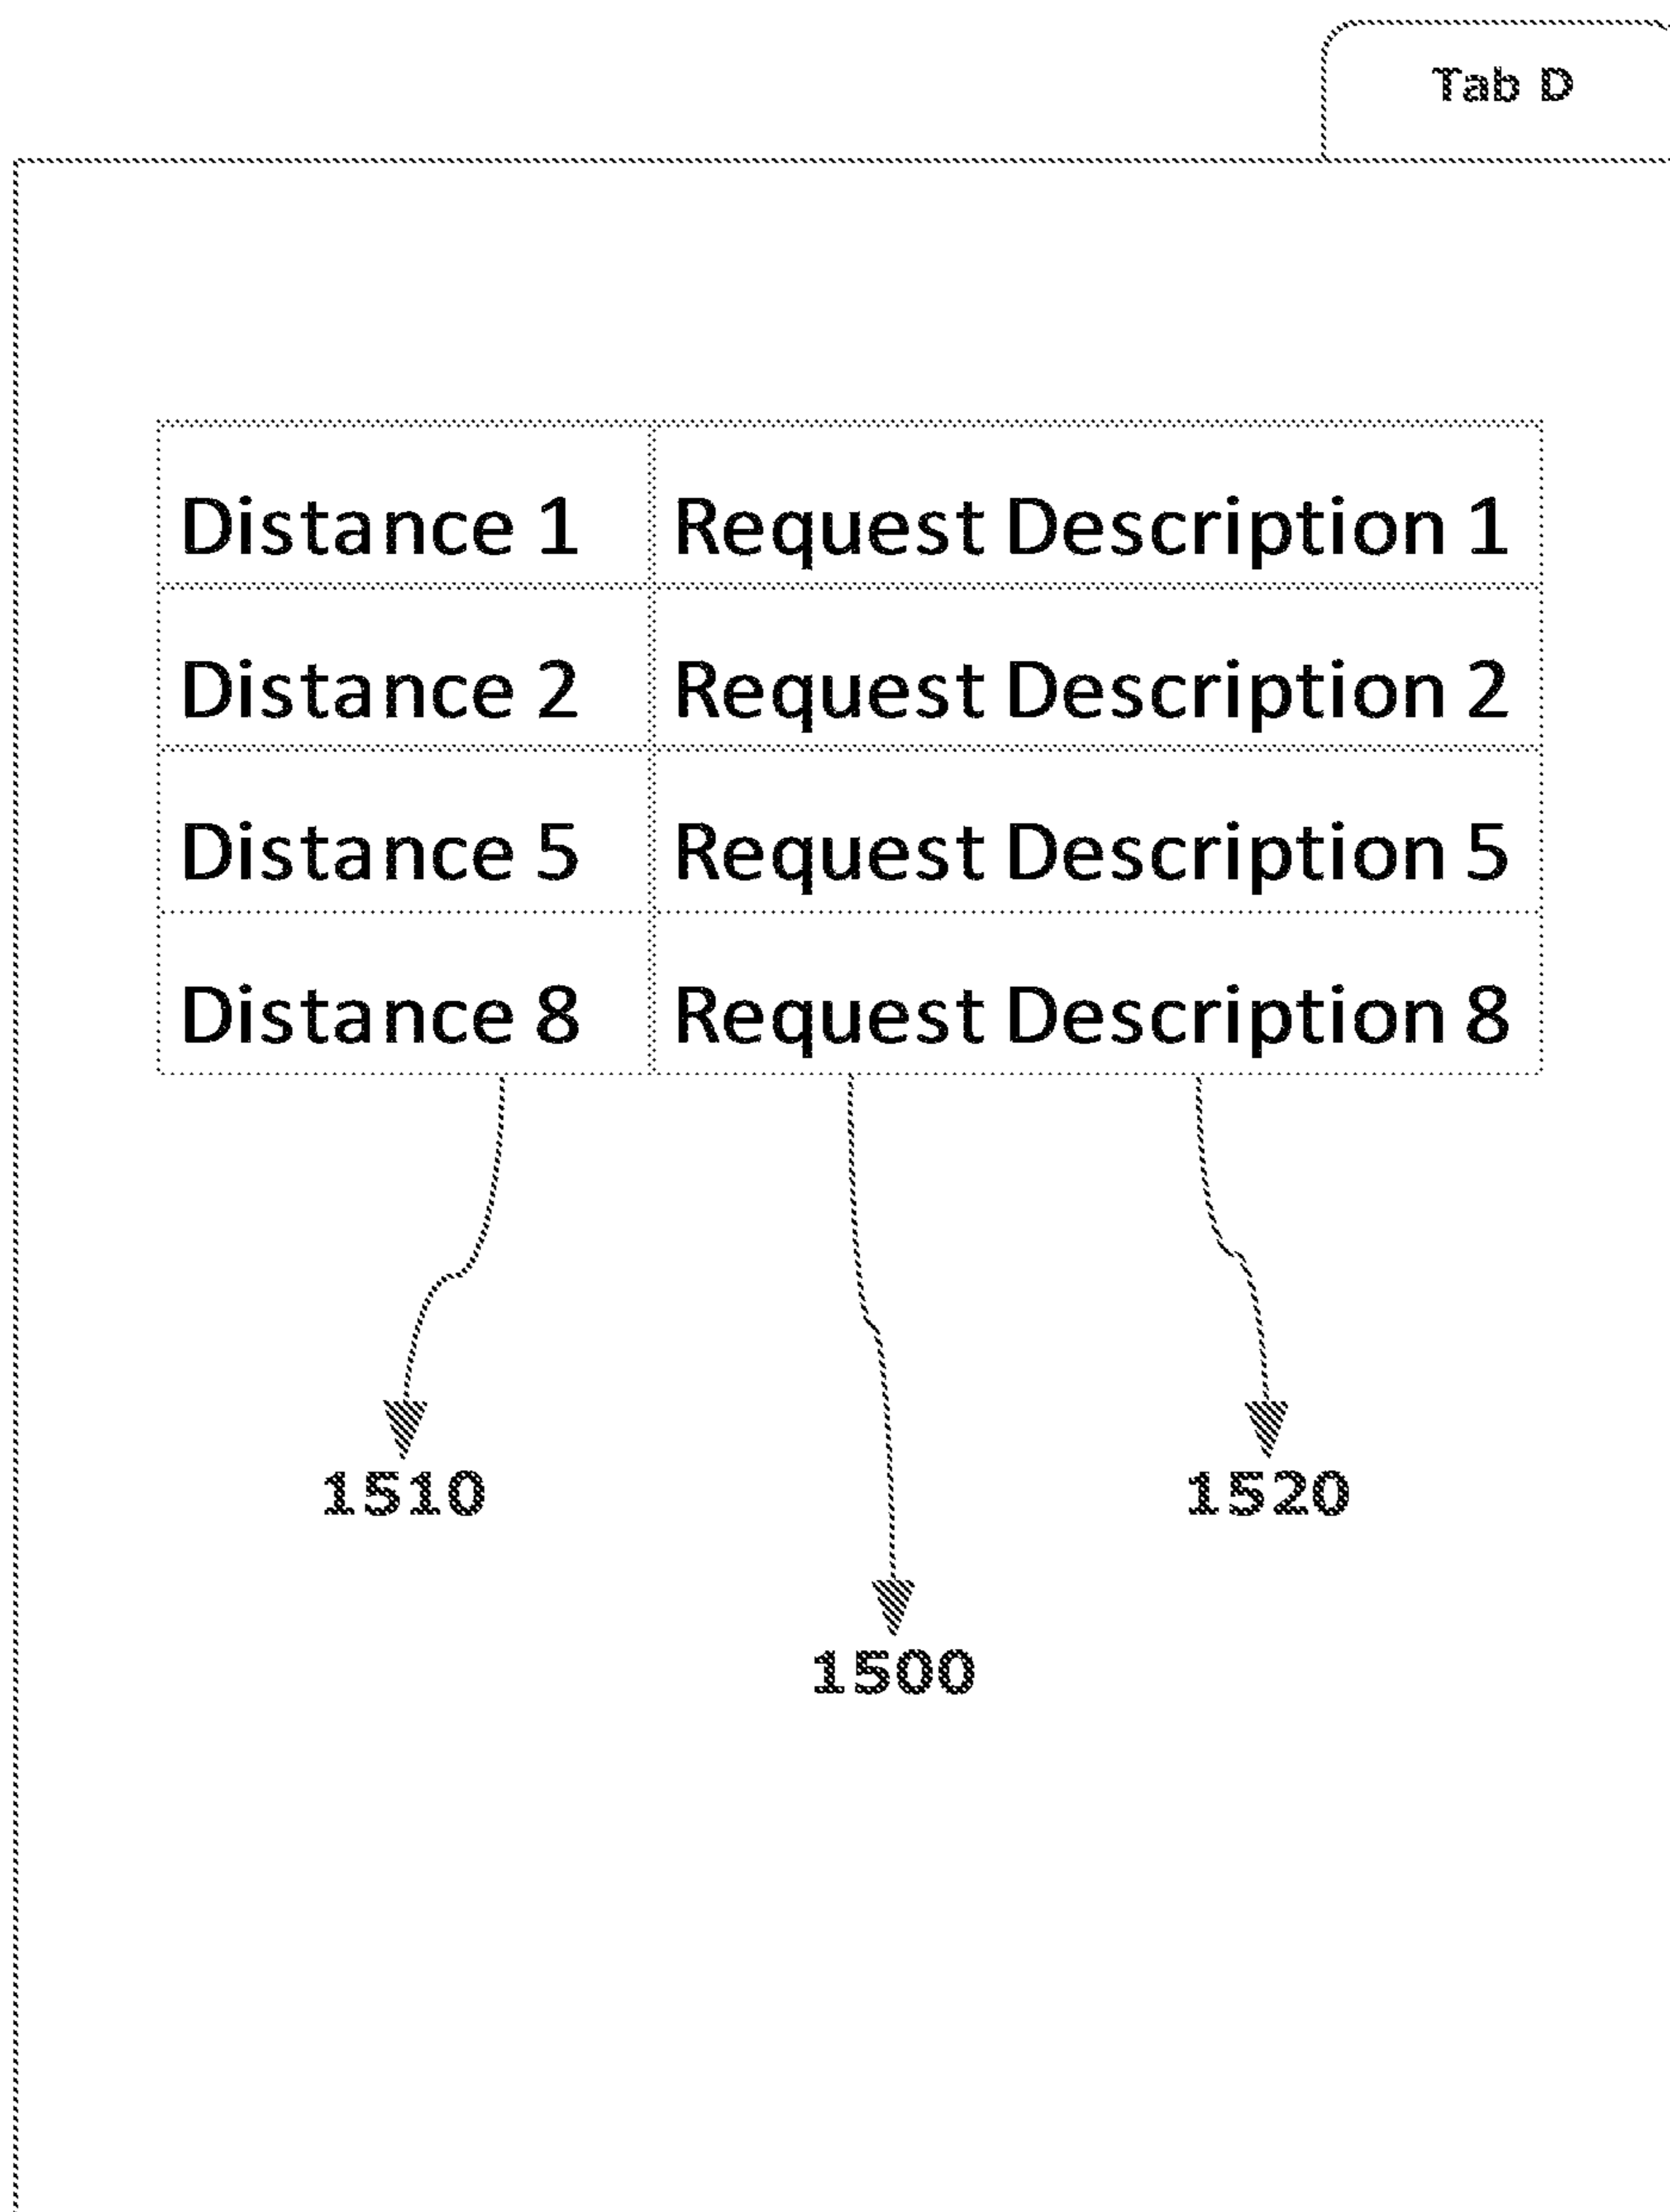 Tab D
Distance 1 Request Description 1
Distance 2 Request Description 2
Distance 5 Request Description 5
Distance 8 Request Description 8
1510 1520
1500